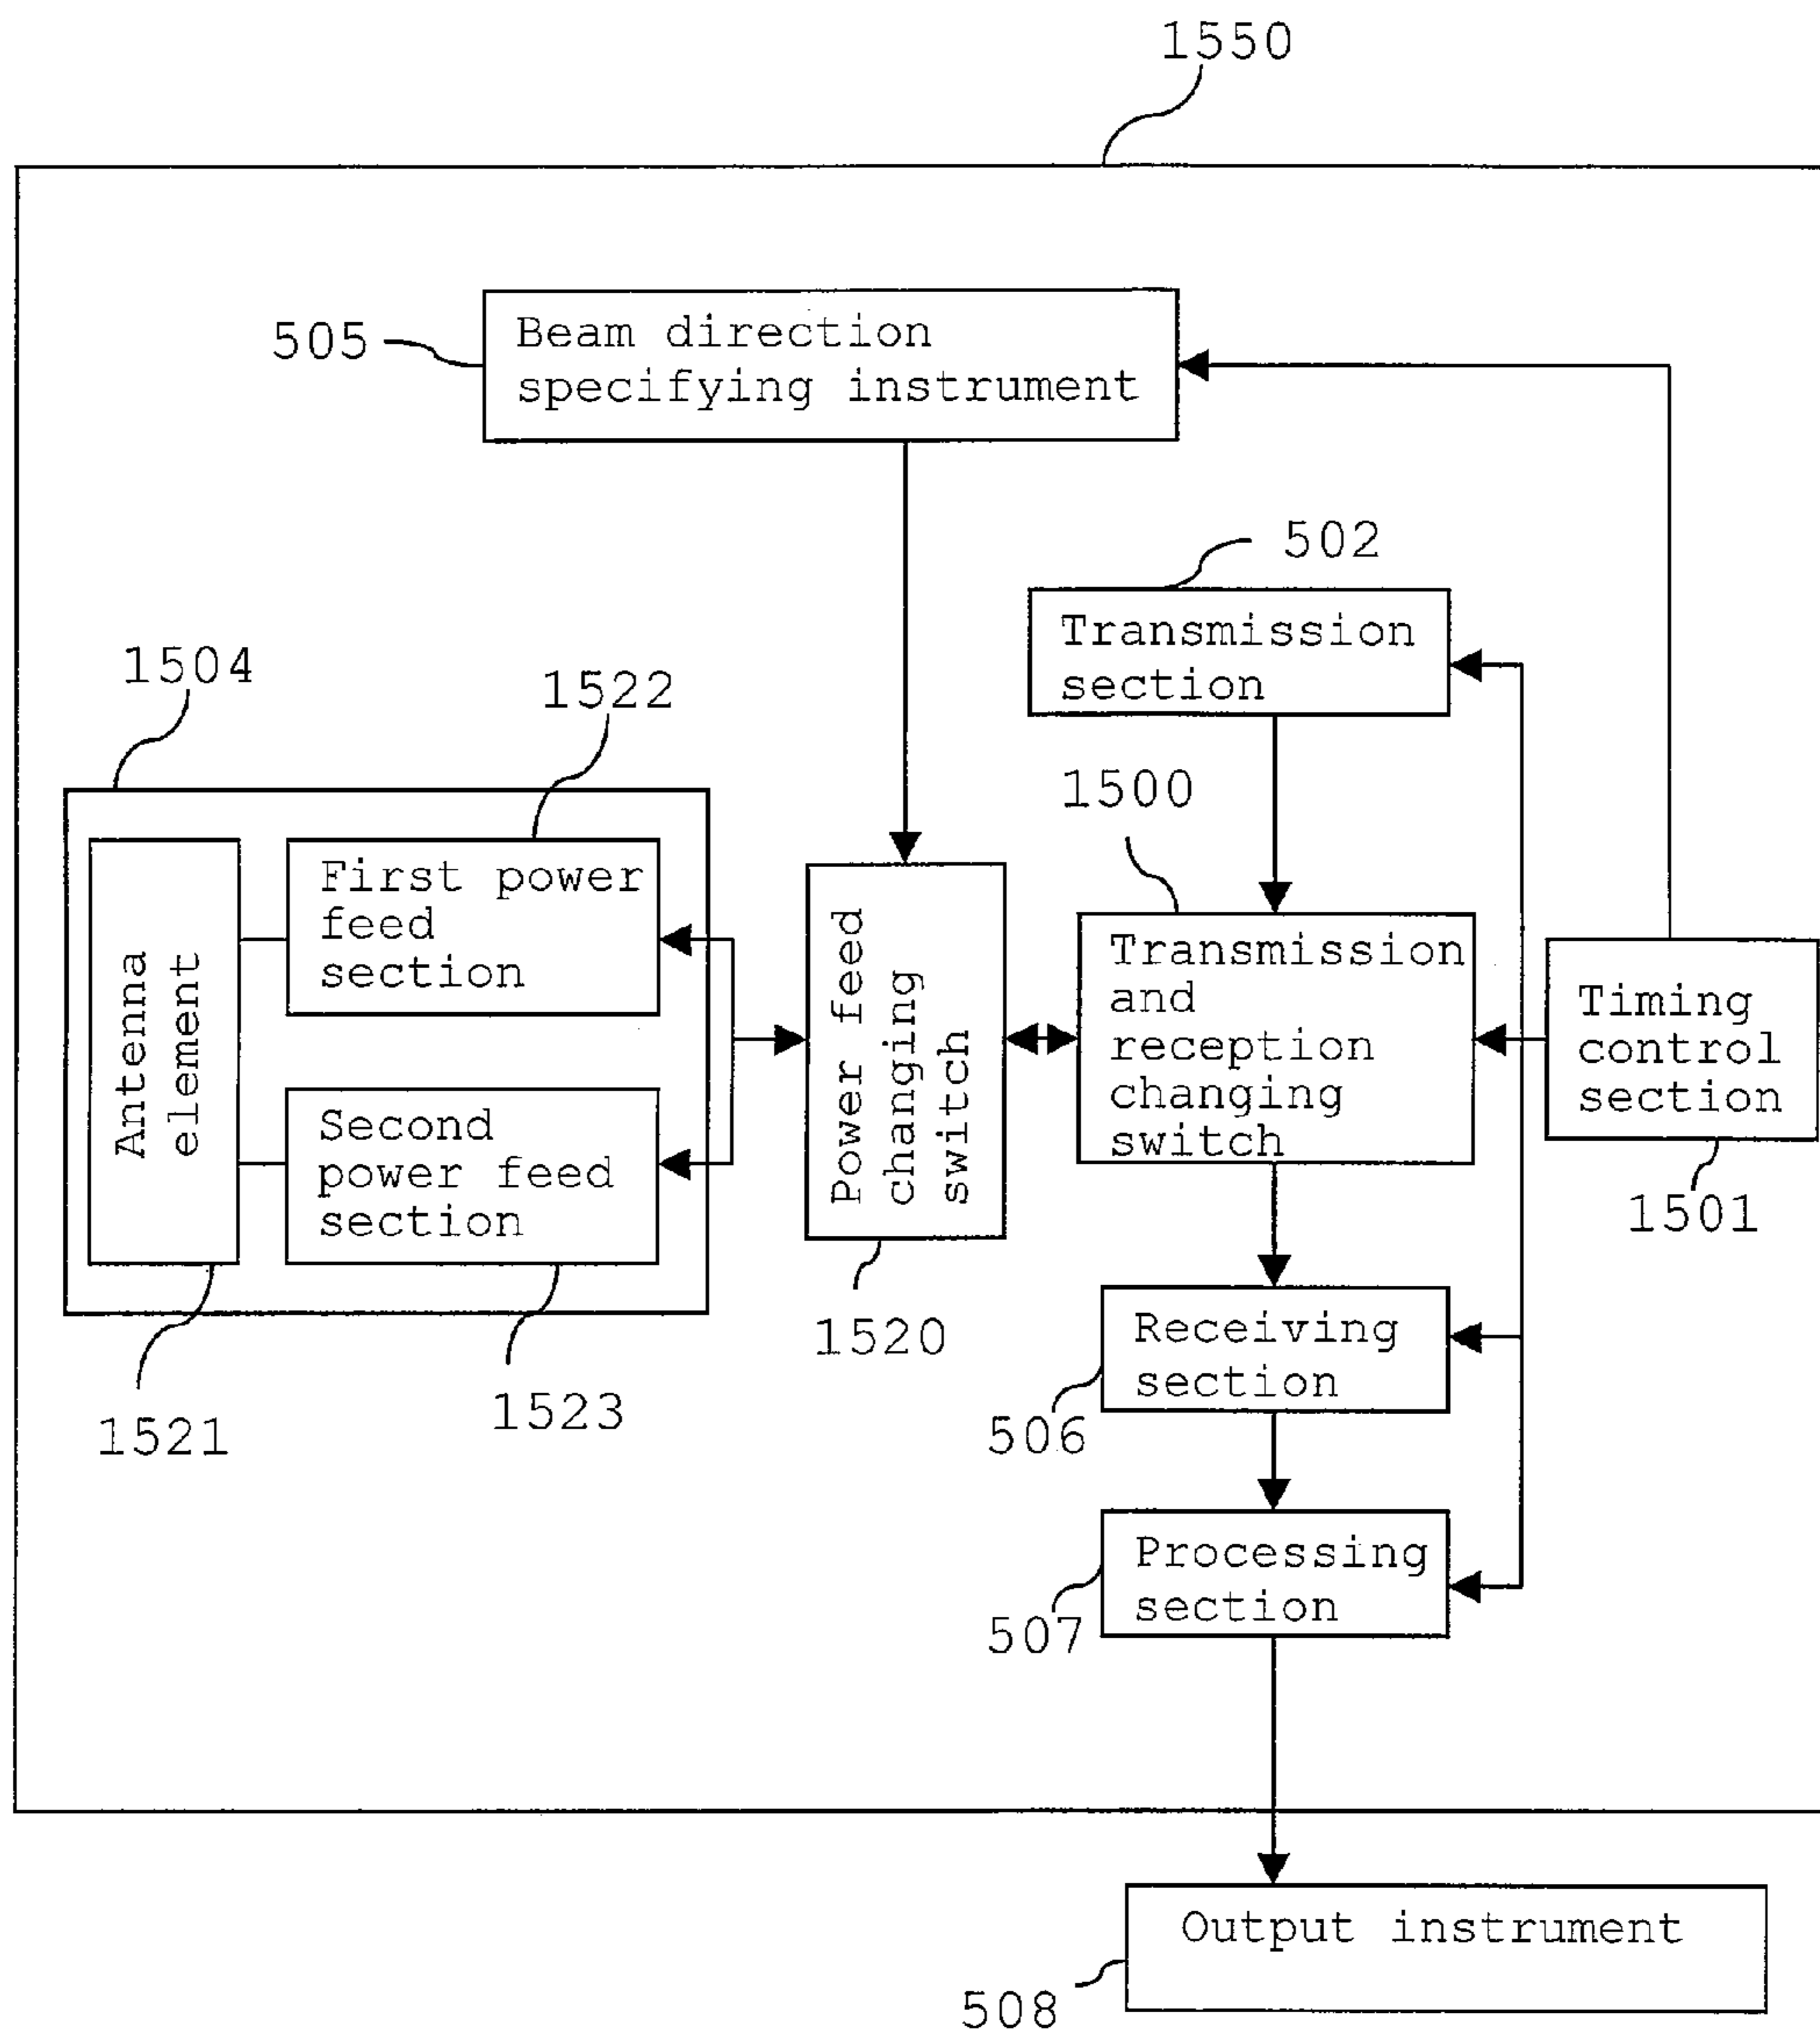 1550
505
Beam direction
specifying instrument
502
Transmission
section
1504
1522
1500
First power
feed
section
Antenna
element
Second
power feed
section
Power feed
changing
switch
Transmission
and
reception
changing
switch
Timing
control
section
1501
1520
1521
1523
Receiving
section
506
Processing
section
507
Output instrument
508